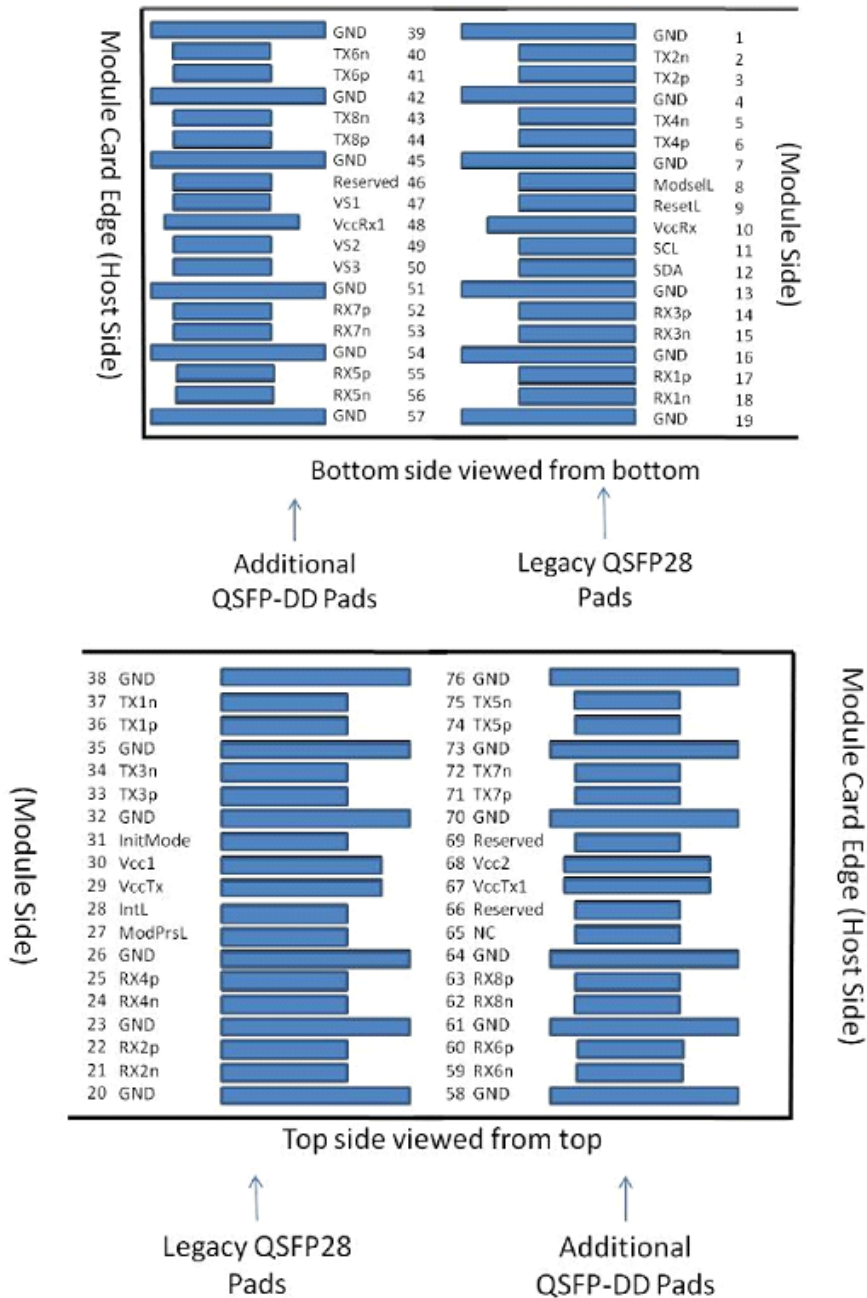 Module Card Edge (Host Side)
GND 39 GND 1
TX6n 40 TX2n 2
TX6p 41 TX2p 3
GND 42 GND 4
TX8n 43 TX4n 5
TX8p 44 TX4p 6
GND 45 GND 7
Reserved 46 ModselL 8
VS1 47 ResetL 9
VccRx1 48 VccRx 10
VS2 49 SCL 11
VS3 50 SDA 12
GND 51 GND 13
RX7p 52 RX3p 14
RX7n 53 RX3n 15
GND 54 GND 16
RX5p 55 RX1p 17
RX5n 56 RX1n 18
GND 57 GND 19
(Module Side)
Bottom side viewed from bottom
Additional
QSFP-DD Pads
Legacy QSFP28
Pads
(Module Side)
38 GND 76 GND
37 TX1n 75 TX5n
36 TX1p 74 TX5p
35 GND 73 GND
34 TX3n 72 TX7n
33 TX3p 71 TX7p
32 GND 70 GND
31 InitMode 69 Reserved
30 Vcc1 68 Vcc2
29 VccTx 67 VccTx1
28 IntL 66 Reserved
27 ModPrsL 65 NC
26 GND 64 GND
25 RX4p 63 RX8p
24 RX4n 62 RX8n
23 GND 61 GND
22 RX2p 60 RX6p
21 RX2n 59 RX6n
20 GND 58 GND
Module Card Edge (Host Side)
Top side viewed from top
Legacy QSFP28
Pads
Additional
QSFP-DD Pads